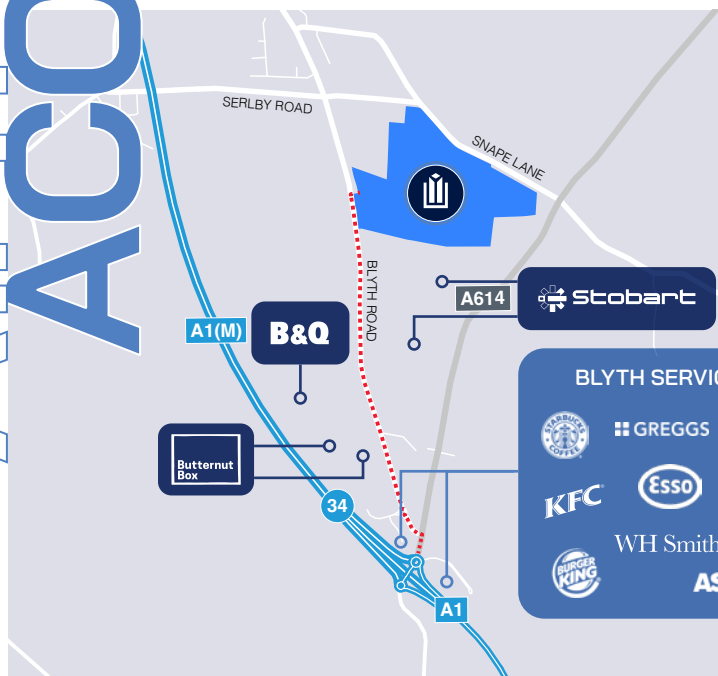 ACO
SERLBY ROAD
SNAPE LANE
BLYTH ROAD
A614
Stobart
A1(M)
B&Q
BLYTH SERVIC
STARBUCKS
COFFEE
GREGGS
Butternut
Box
KFC
Esso
34
WH Smith
BURGER
KING
AS
A1